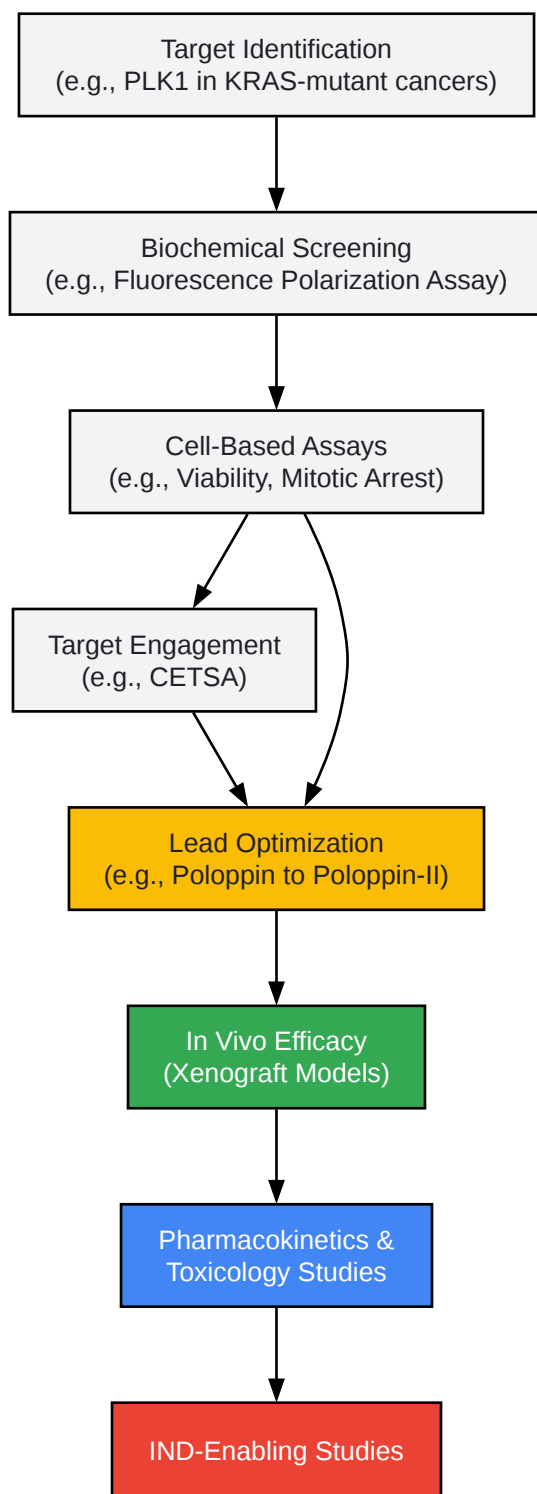 Target Identification
(e.g., PLK1 in KRAS-mutant cancers)
Biochemical Screening
(e.g., Fluorescence Polarization Assay)
Cell-Based Assays
(e.g., Viability, Mitotic Arrest)
Target Engagement
(e.g., CETSA)
Lead Optimization
(e.g., Poloppin to Poloppin-II)
In Vivo Efficacy
(Xenograft Models)
Pharmacokinetics &
Toxicology Studies
IND-Enabling Studies